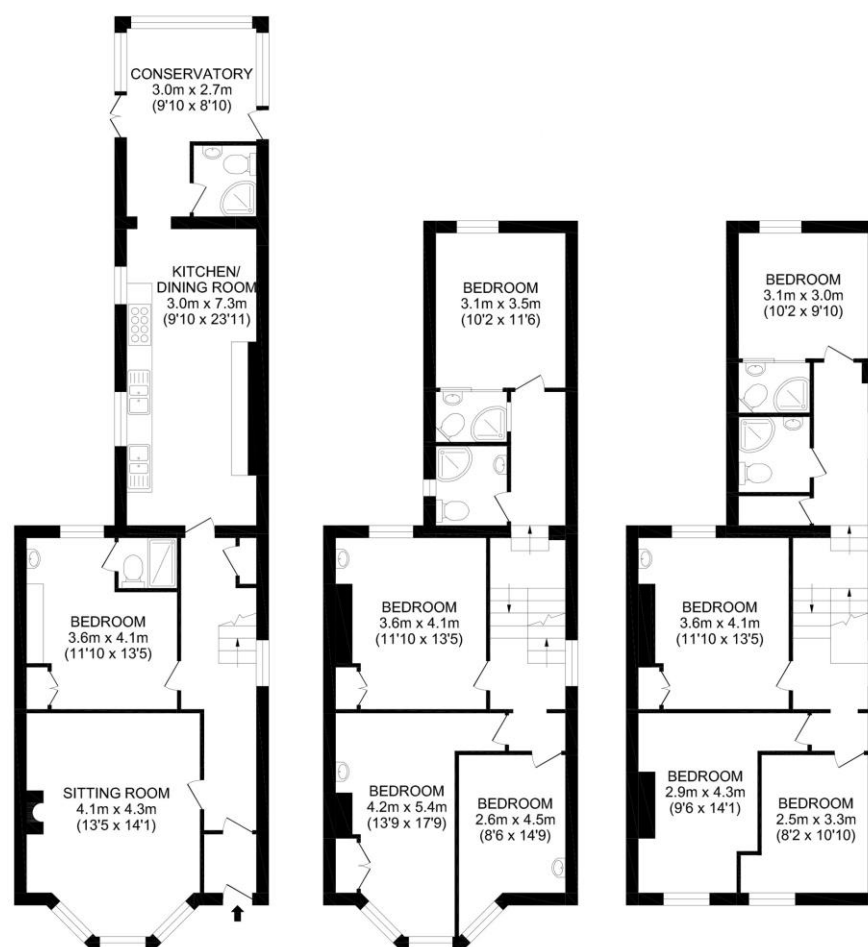 CONSERVATORY
3.0m x 2.7m
(9'10 x 8'10)
KITCHEN/
DINING ROOM
3.0m x 7.3m
(9'10 x 23'11)
BEDROOM
3.6m x 4.1m
(11'10 x 13'5)
SITTING ROOM
4.1m x 4.3m
(13'5 x 14'1)
BEDROOM
3.1m x 3.5m
(10'2 x 11'6)
BEDROOM
3.6m x 4.1m
(11'10 x 13'5)
BEDROOM
4.2m x 5.4m
(13'9 x 17'9)
BEDROOM
2.6m x 4.5m
(8'6 x 14'9)
BEDROOM
3.1m x 3.0m
(10'2 x 9'10)
BEDROOM
3.6m x 4.1m
(11'10 x 13'5)
BEDROOM
2.9m x 4.3m
(9'6 x 14'1)
BEDROOM
2.5m x 3.3m
(8'2 x 10'10)